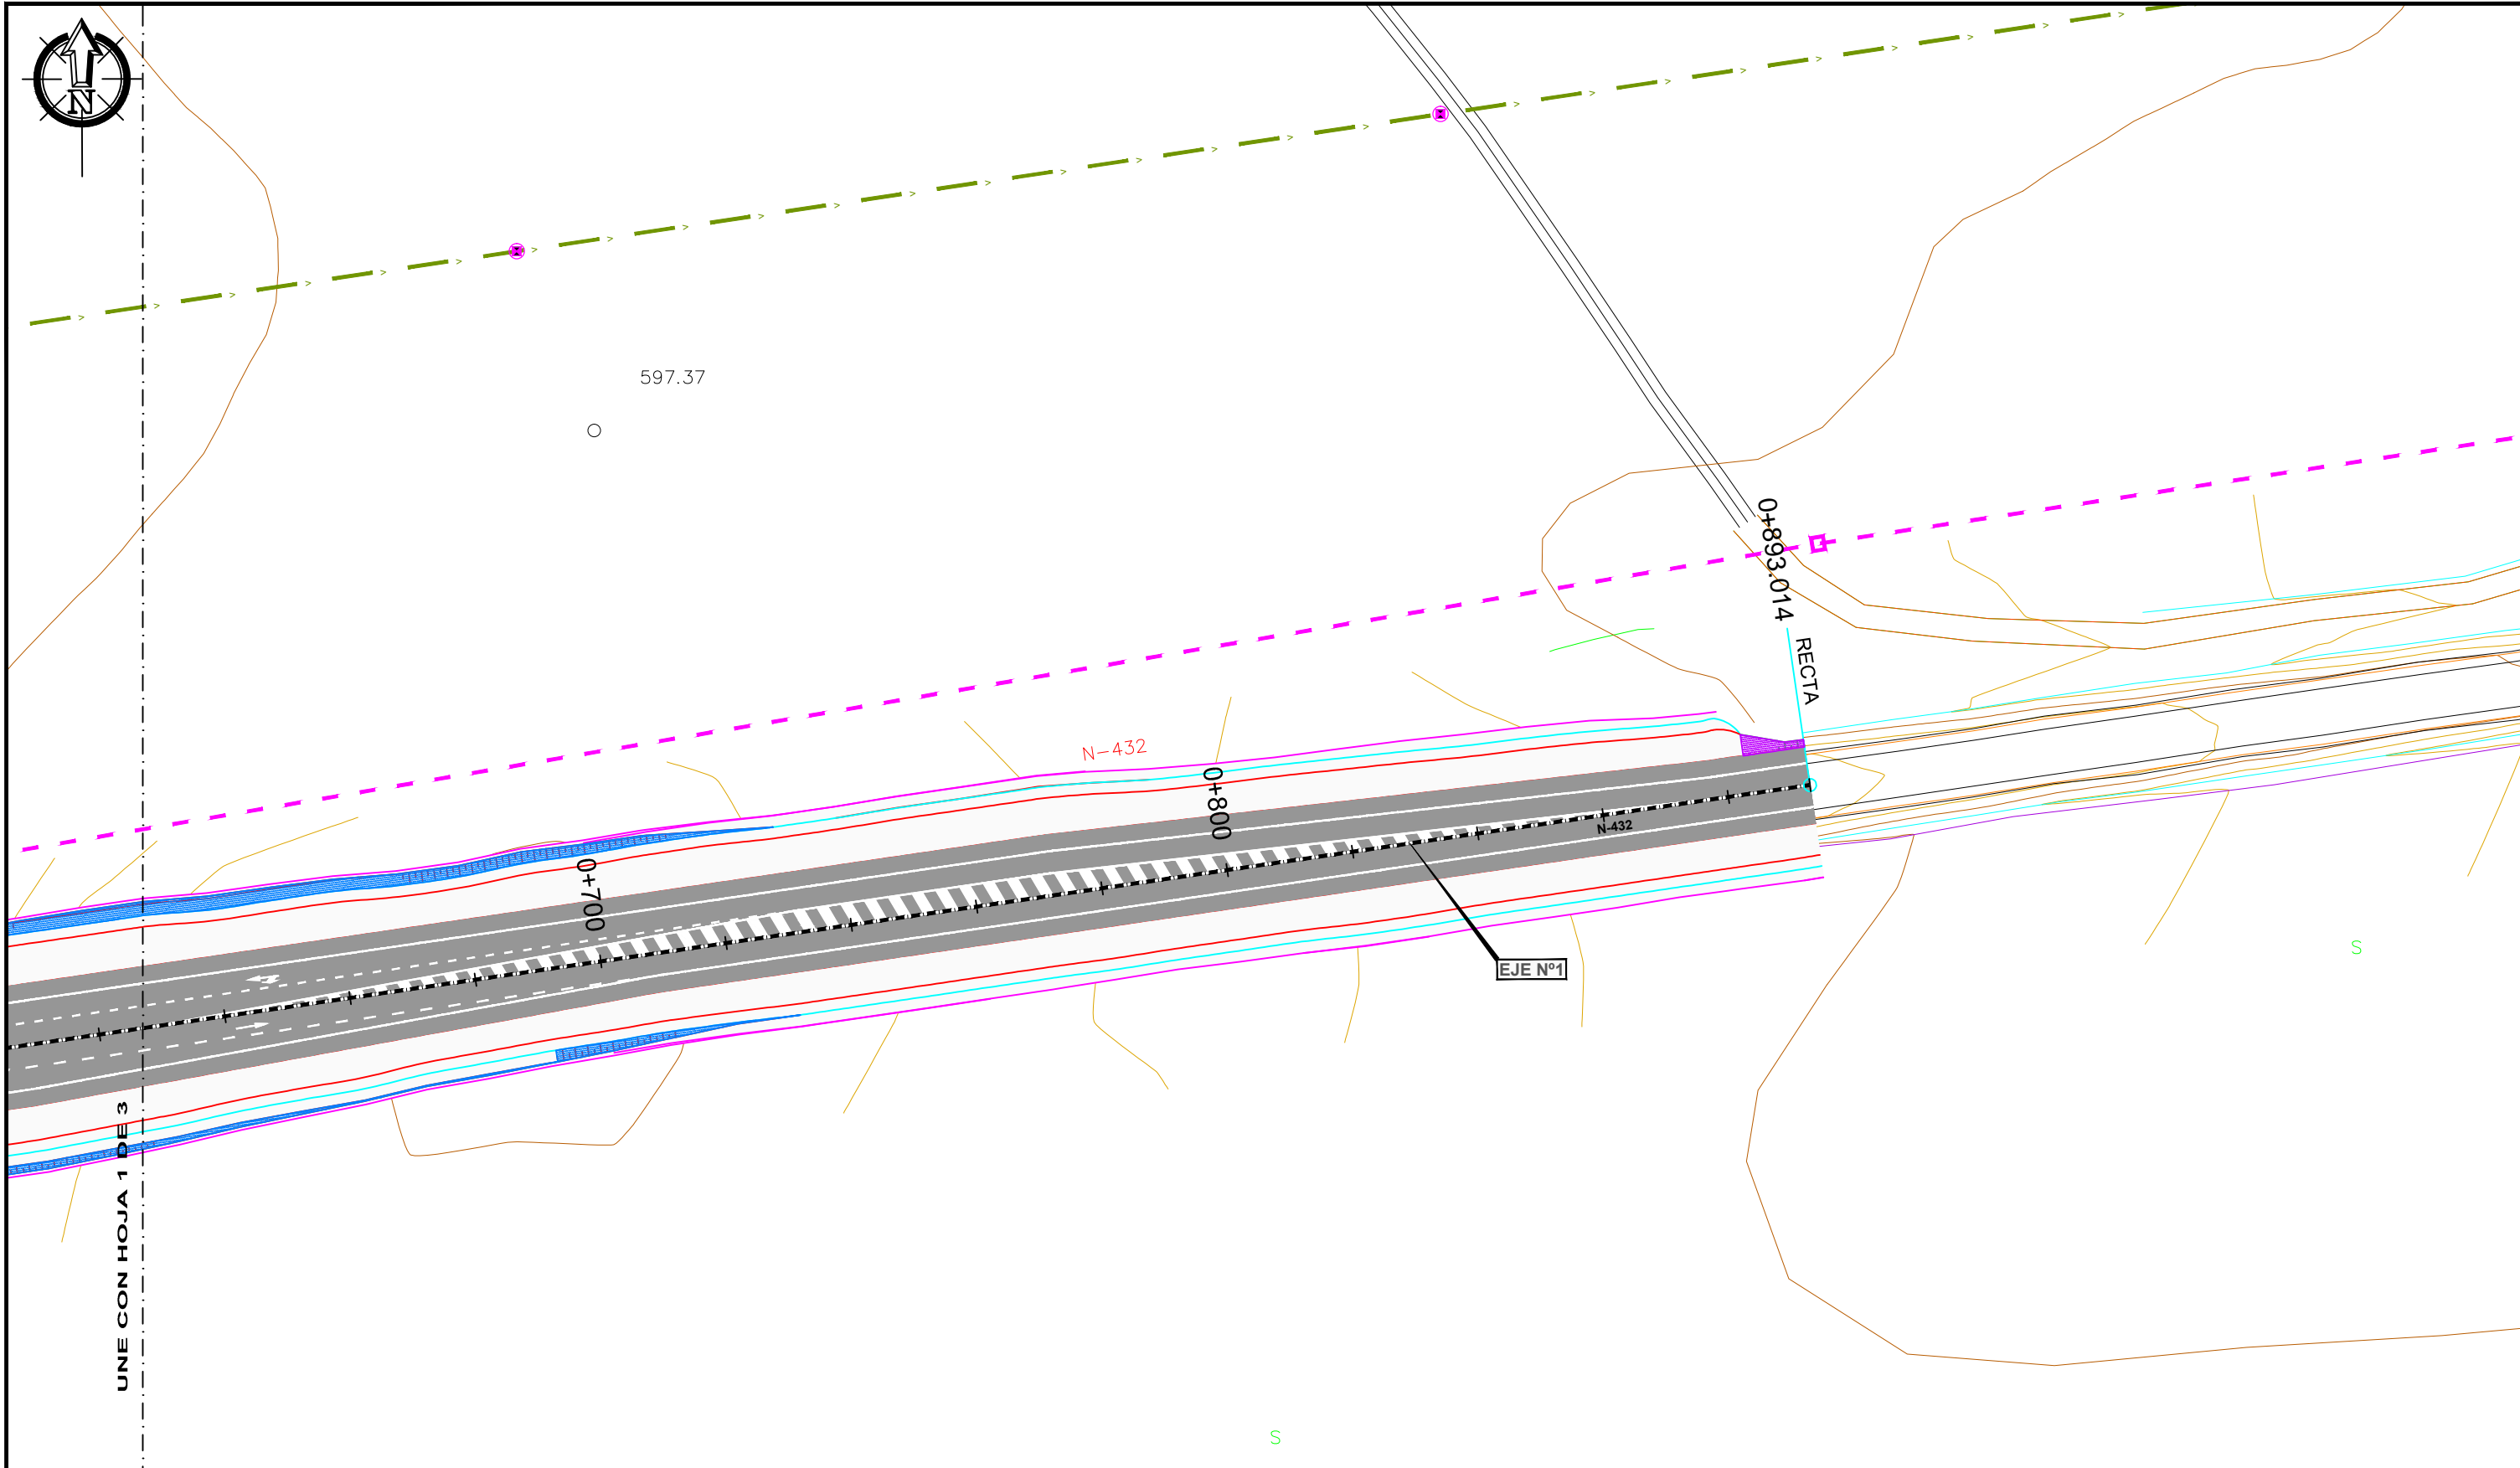 N
597.37
0+893.014
RECTA
N-432
0+800
N-432
0+700
EJE Nº1
S
UNE CON HOJA 1 DE 3
S